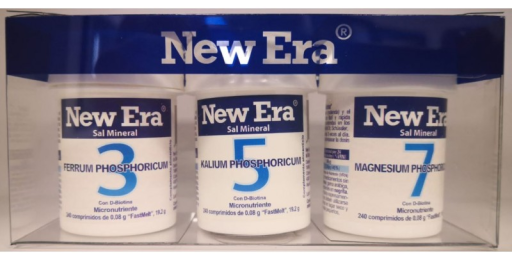 New Era®
New Era®
Sal Mineral
FERRUM PHOSPHORICUM
3
Con D-Biotina
Micronutriente
240 comprimidos de 0,08 g "FastMelt", 19,2 g
New Era®
Sal Mineral
KALIUM PHOSPHORICUM
5
Con D-Biotina
Micronutriente
240 comprimidos de 0,08 g "FastMelt", 19,2 g
New Era
Sal Mineral
MAGNESIUM PHOSPHO
7
Con D-Biotina
Micronutriente
240 comprimidos de 0,08 g "FastMelt